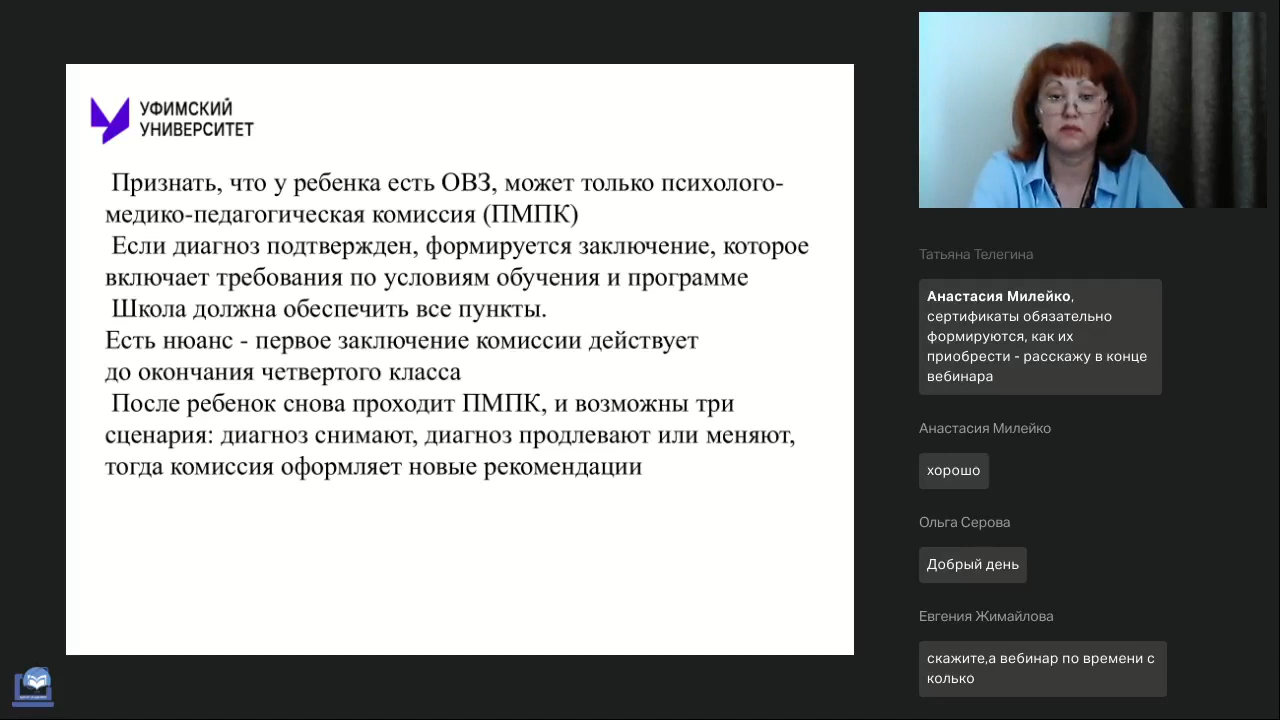 УФИМСКИЙ
УНИВЕРСИТЕТ
Признать, что у ребенка есть ОВЗ, может только психолого-
медико-педагогическая комиссия (ПМПК)
Если диагноз подтвержден, формируется заключение, которое
включает требования по условиям обучения и программе
Школа должна обеспечить все пункты.
Есть нюанс - первое заключение комиссии действует
до окончания четвертого класса
После ребенок снова проходит ПМПК, и возможны три
сценария: диагноз снимают, диагноз продлевают или меняют,
тогда комиссия оформляет новые рекомендации
Татьяна Телегина
Анастасия Милейко,
сертификаты обязательно
формируются, как их
приобрести - расскажу в конце
вебинара
Анастасия Милейко
хорошо
Ольга Серова
Добрый день
Евгения Жимайлова
скажите,а вебинар по времени с
колько